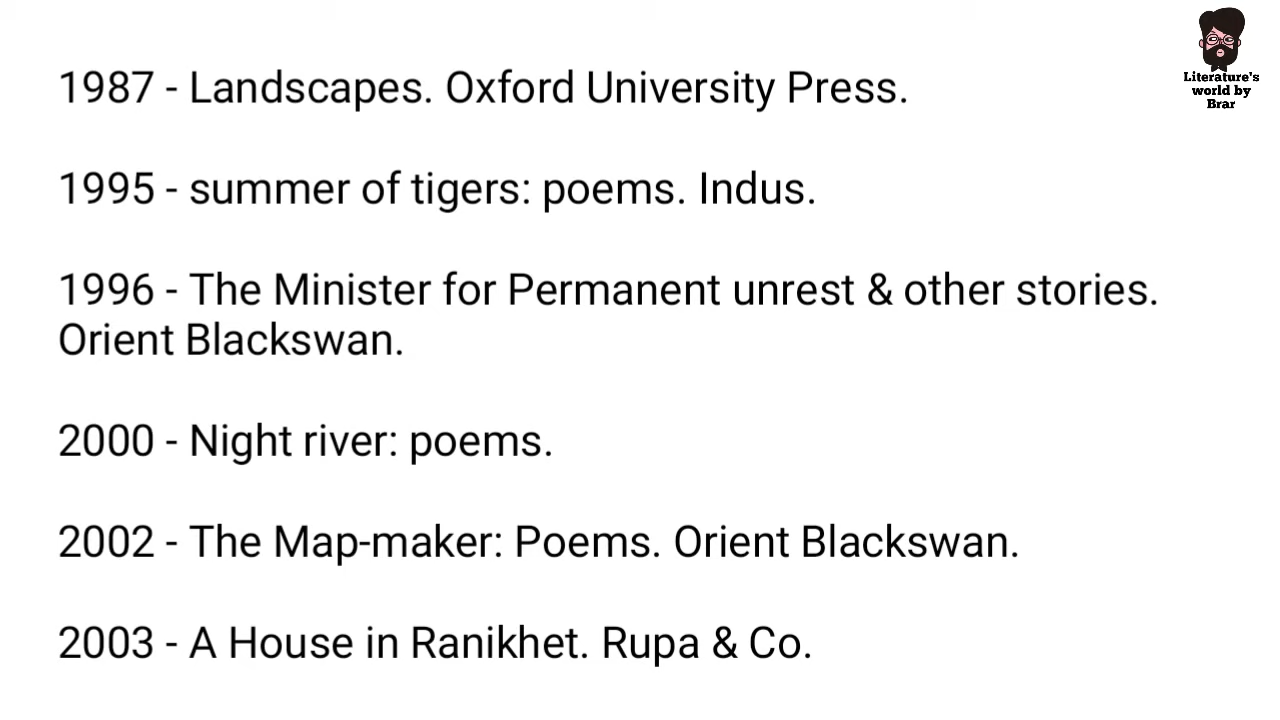 Literature's
world by
Brar
1987 - Landscapes. Oxford University Press.
1995 - summer of tigers: poems. Indus.
1996 - The Minister for Permanent unrest & other stories.
Orient Blackswan.
2000 - Night river: poems.
2002 - The Map-maker: Poems. Orient Blackswan.
2003 - A House in Ranikhet. Rupa & Co.